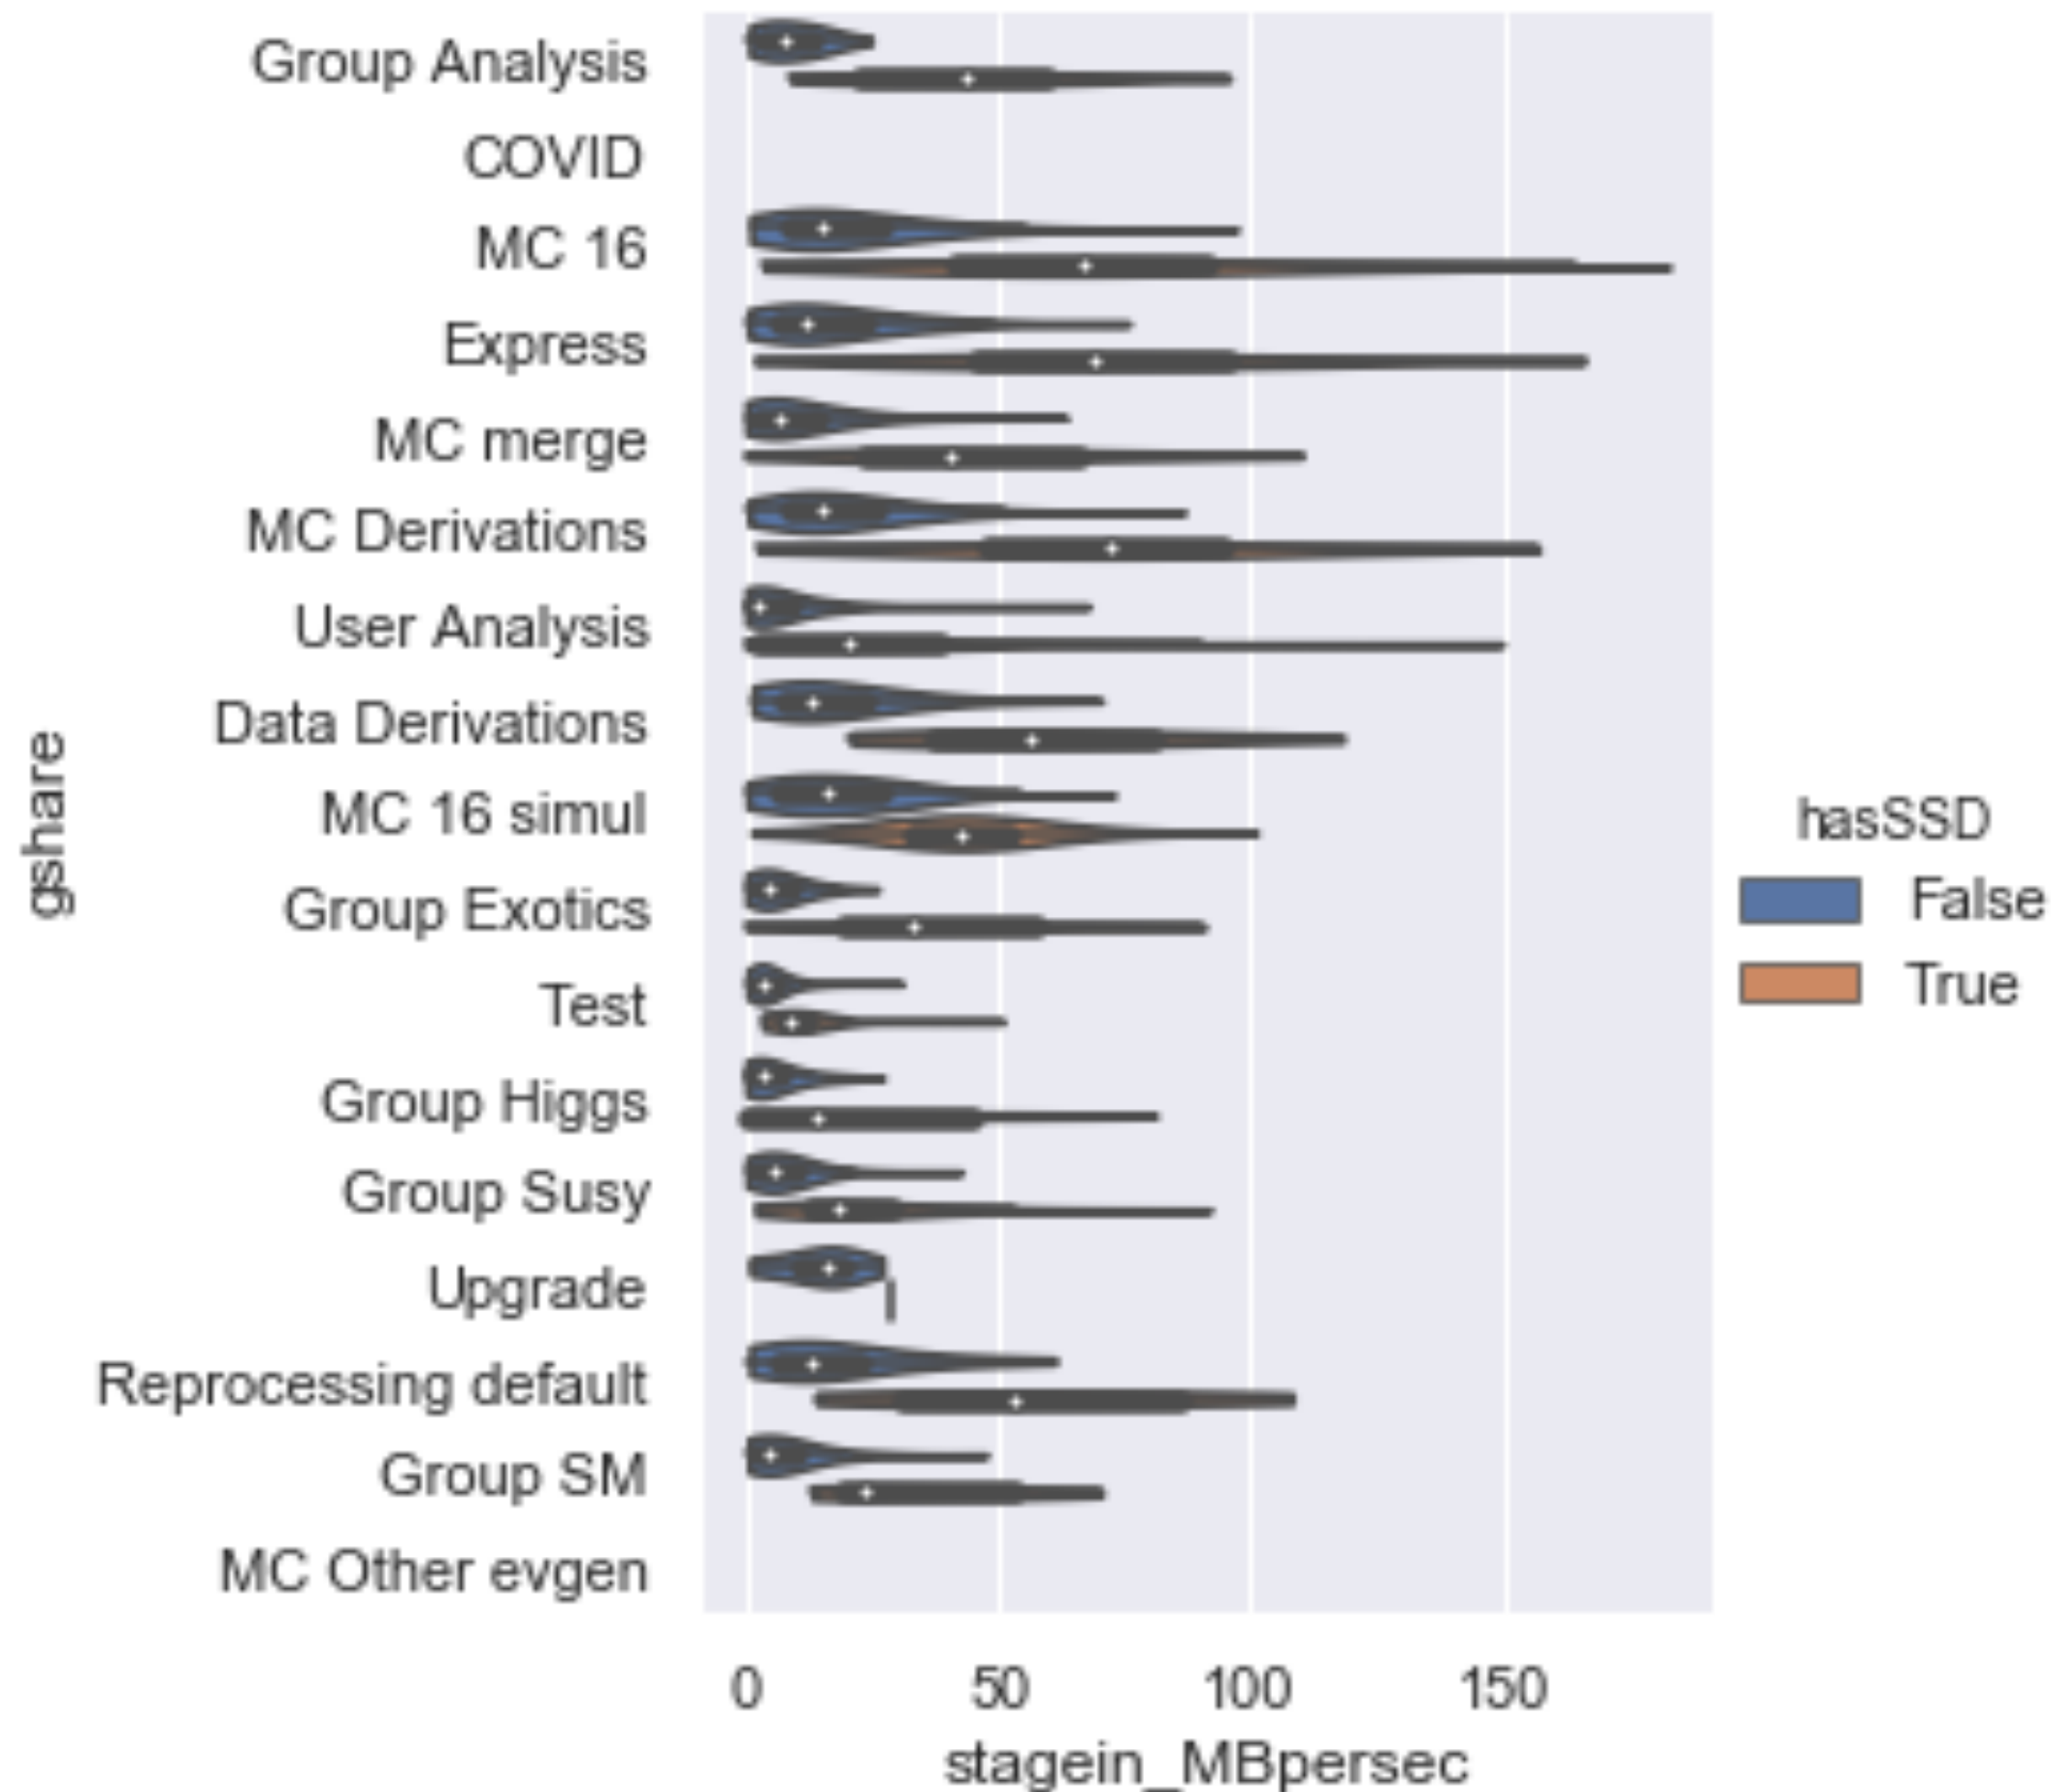 Group Analysis
COVID
MC 16
Express
MC merge
MC Derivations
User Analysis
Data Derivations
MC 16 simul
Group Exotics
Test
Group Higgs
Group Susy
Upgrade
Reprocessing default
Group SM
MC Other evgen
gshare
hasSSD
False
True
0 50 100 150
stagein_MBpersec